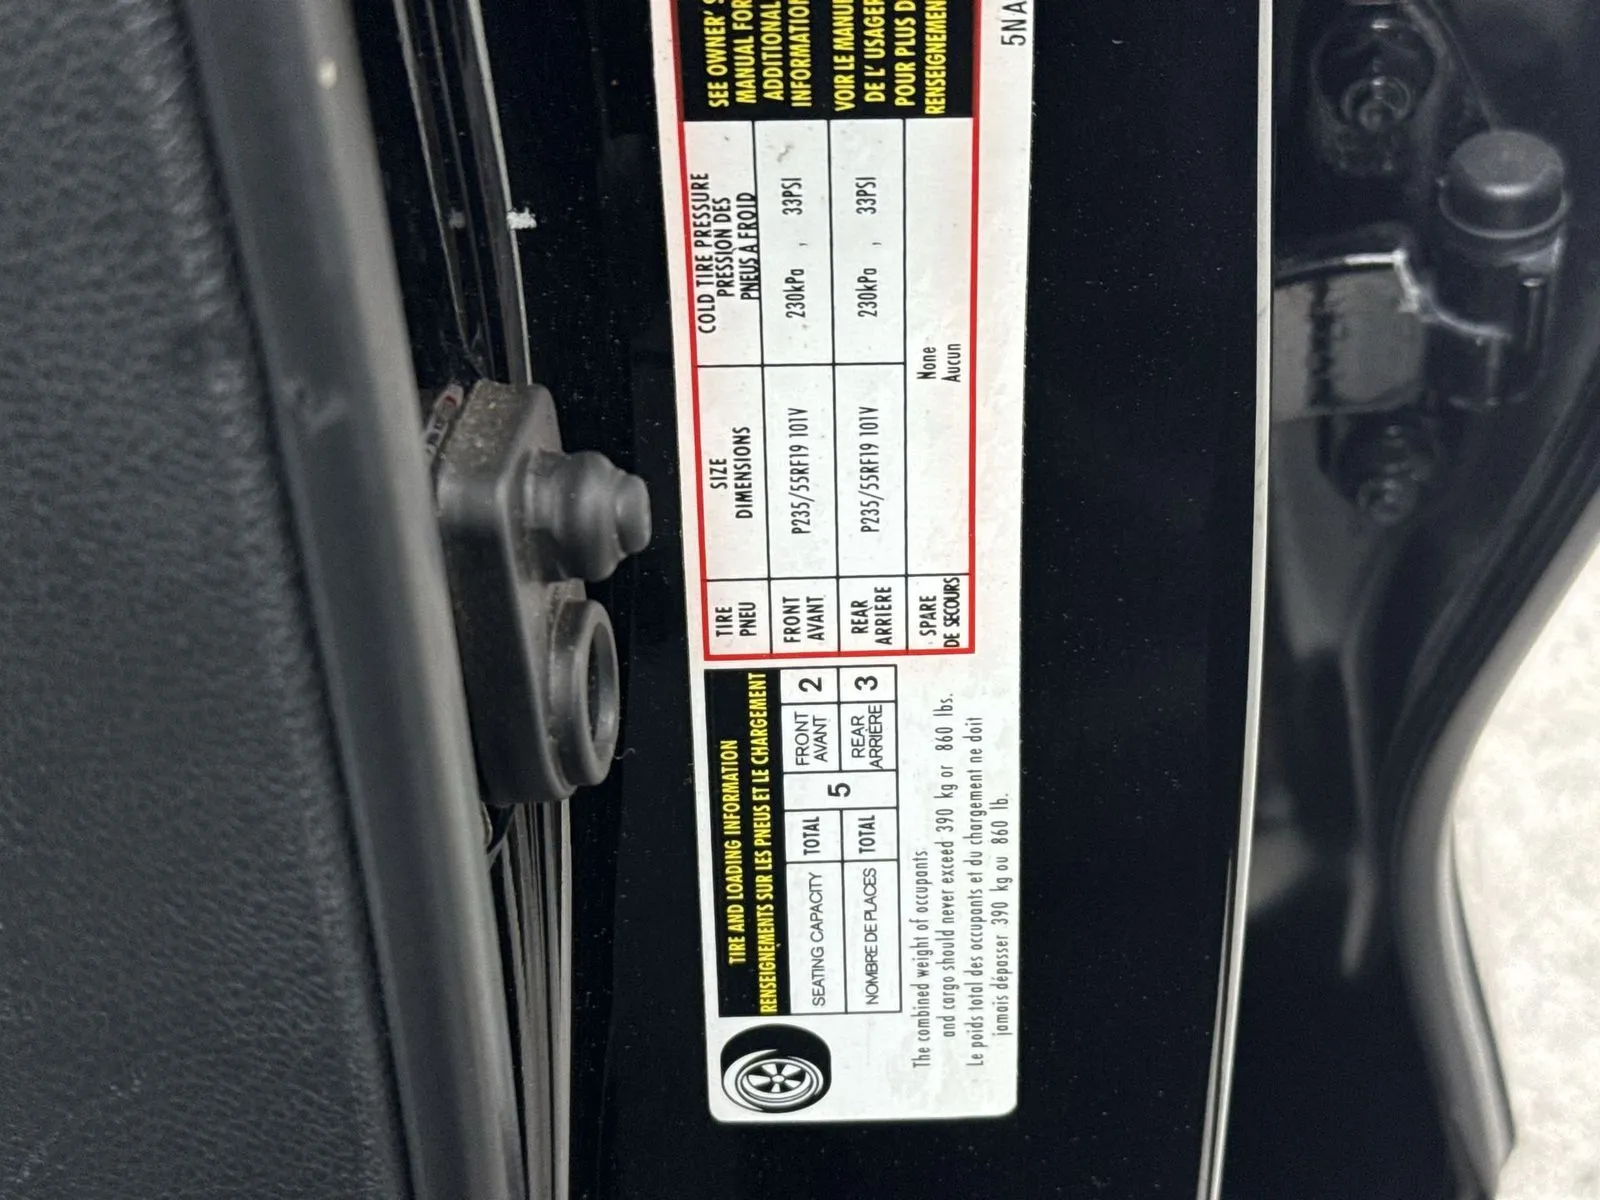 TIRE AND LOADING INFORMATION
RENSEIGNEMENTS SUR LES PNEUS ET LE CHARGEMENT
SEATING CAPACITY TOTAL 5 FRONT AVANT 2
NOMBRE DE PLACES TOTAL REAR ARRIÈRE 3
The combined weight of occupants
and cargo should never exceed 390 kg or 860 lbs.
Le poids total des occupants et du chargement ne doit
jamais dépasser 390 kg ou 860 lb.
TIRE
PNEU
SIZE
DIMENSIONS
COLD TIRE PRESSURE
PRESSION DES
PNEUS À FROID
FRONT
AVANT
P235/55RF19 101V
230kPa , 33PSI
REAR
ARRIERE
P235/55RF19 101V
230kPa , 33PSI
SPARE
DE SECOURS
None
Aucun
SEE OWNER'S
MANUAL FOR
ADDITIONAL
INFORMATION
VOIR LE MANUE
DE L' USAGER
POUR PLUS D
RENSEIGNEMEN
5NA